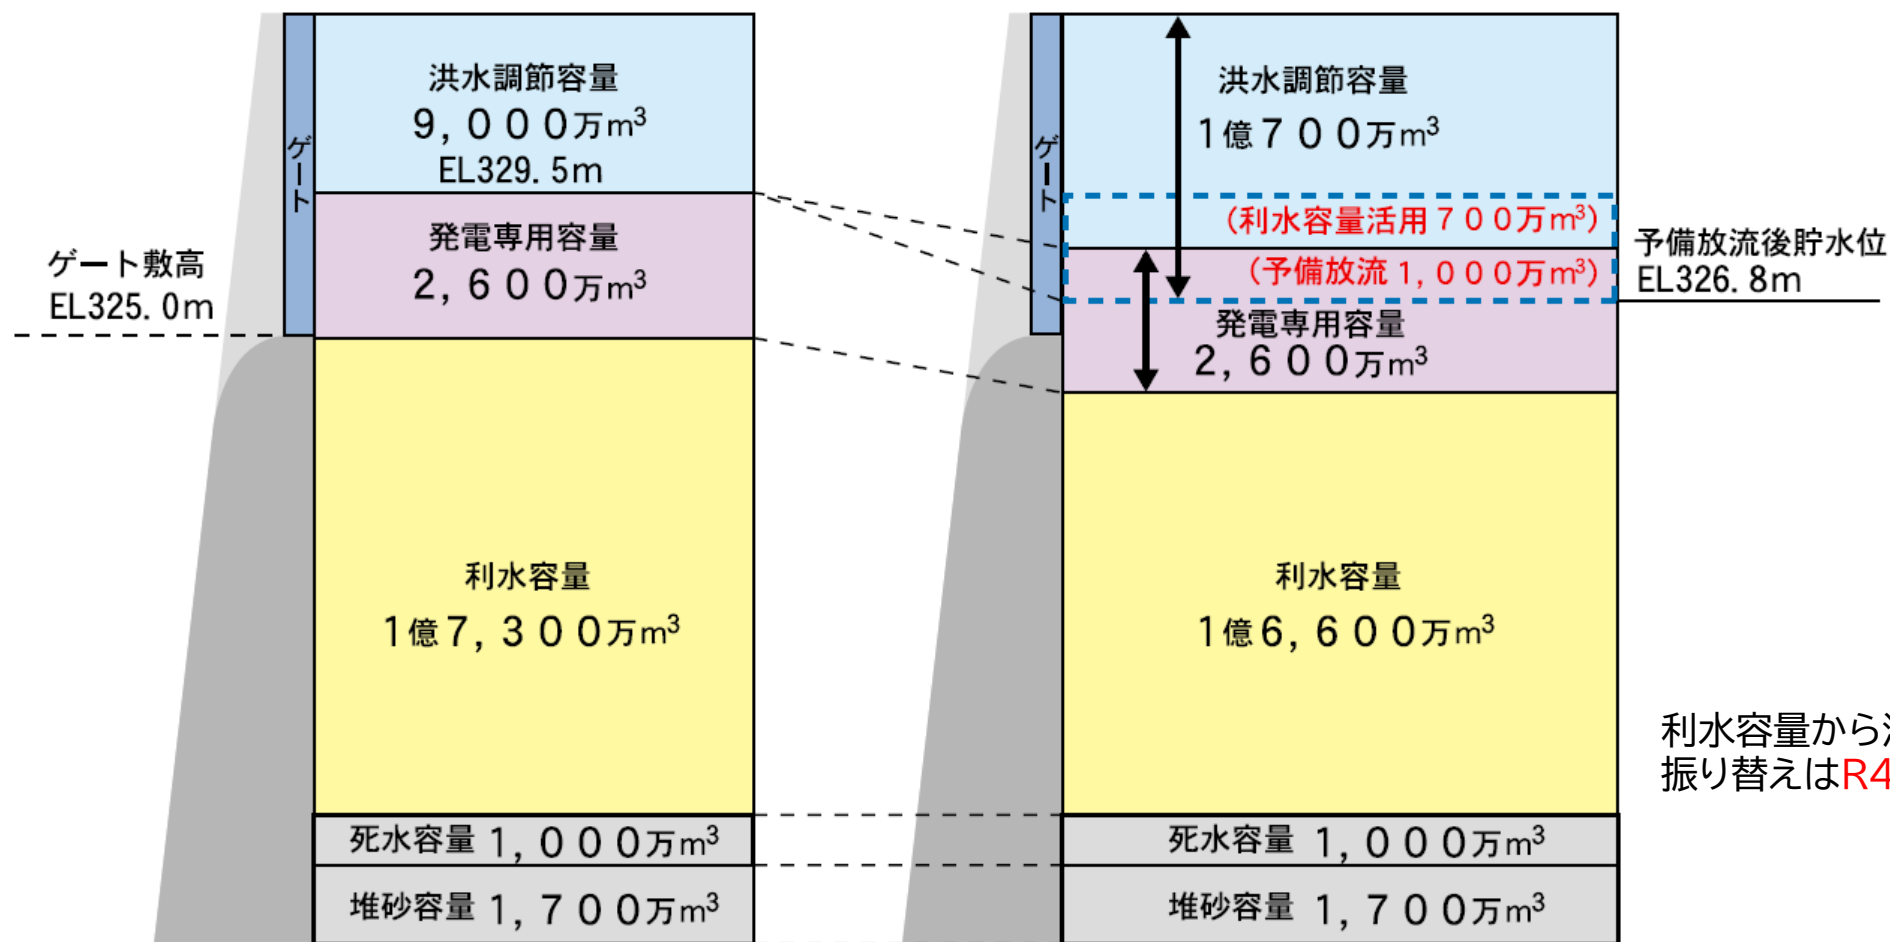 洪水調節容量
9,000万m³
EL329.5m
ゲート
発電専用容量
2,600万m³
ゲート敷高
EL325.0m
利水容量
1億7,300万m³
死水容量 1,000万m³
堆砂容量 1,700万m³
洪水調節容量
1億700万m³
ゲート
(利水容量活用700万m³)
(予備放流1,000万m³)
予備放流後貯水位
EL326.8m
発電専用容量
2,600万m³
利水容量
1億6,600万m³
利水容量から
振り替えはR4
死水容量 1,000万m³
堆砂容量 1,700万m³